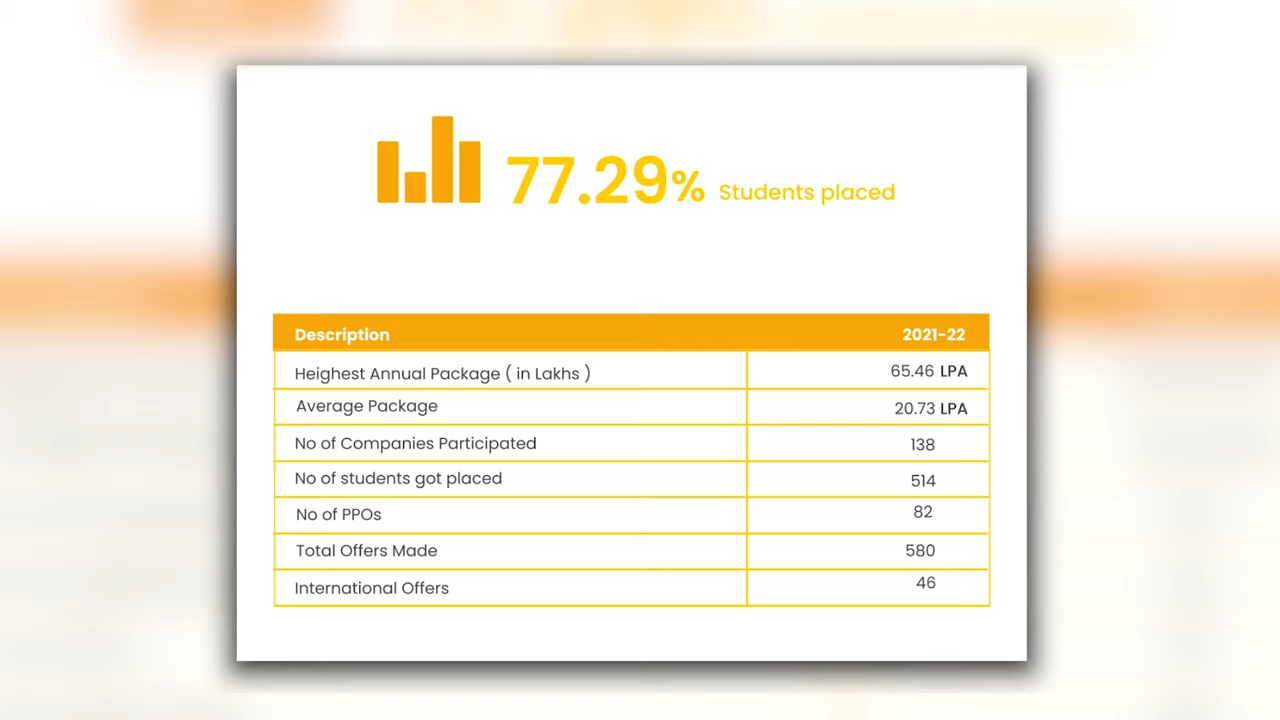 77.29% Students placed
Description 2021-22
Heighest Annual Package ( in Lakhs ) 65.46 LPA
Average Package 20.73 LPA
No of Companies Participated 138
No of students got placed 514
No of PPOs 82
Total Offers Made 580
International Offers 46